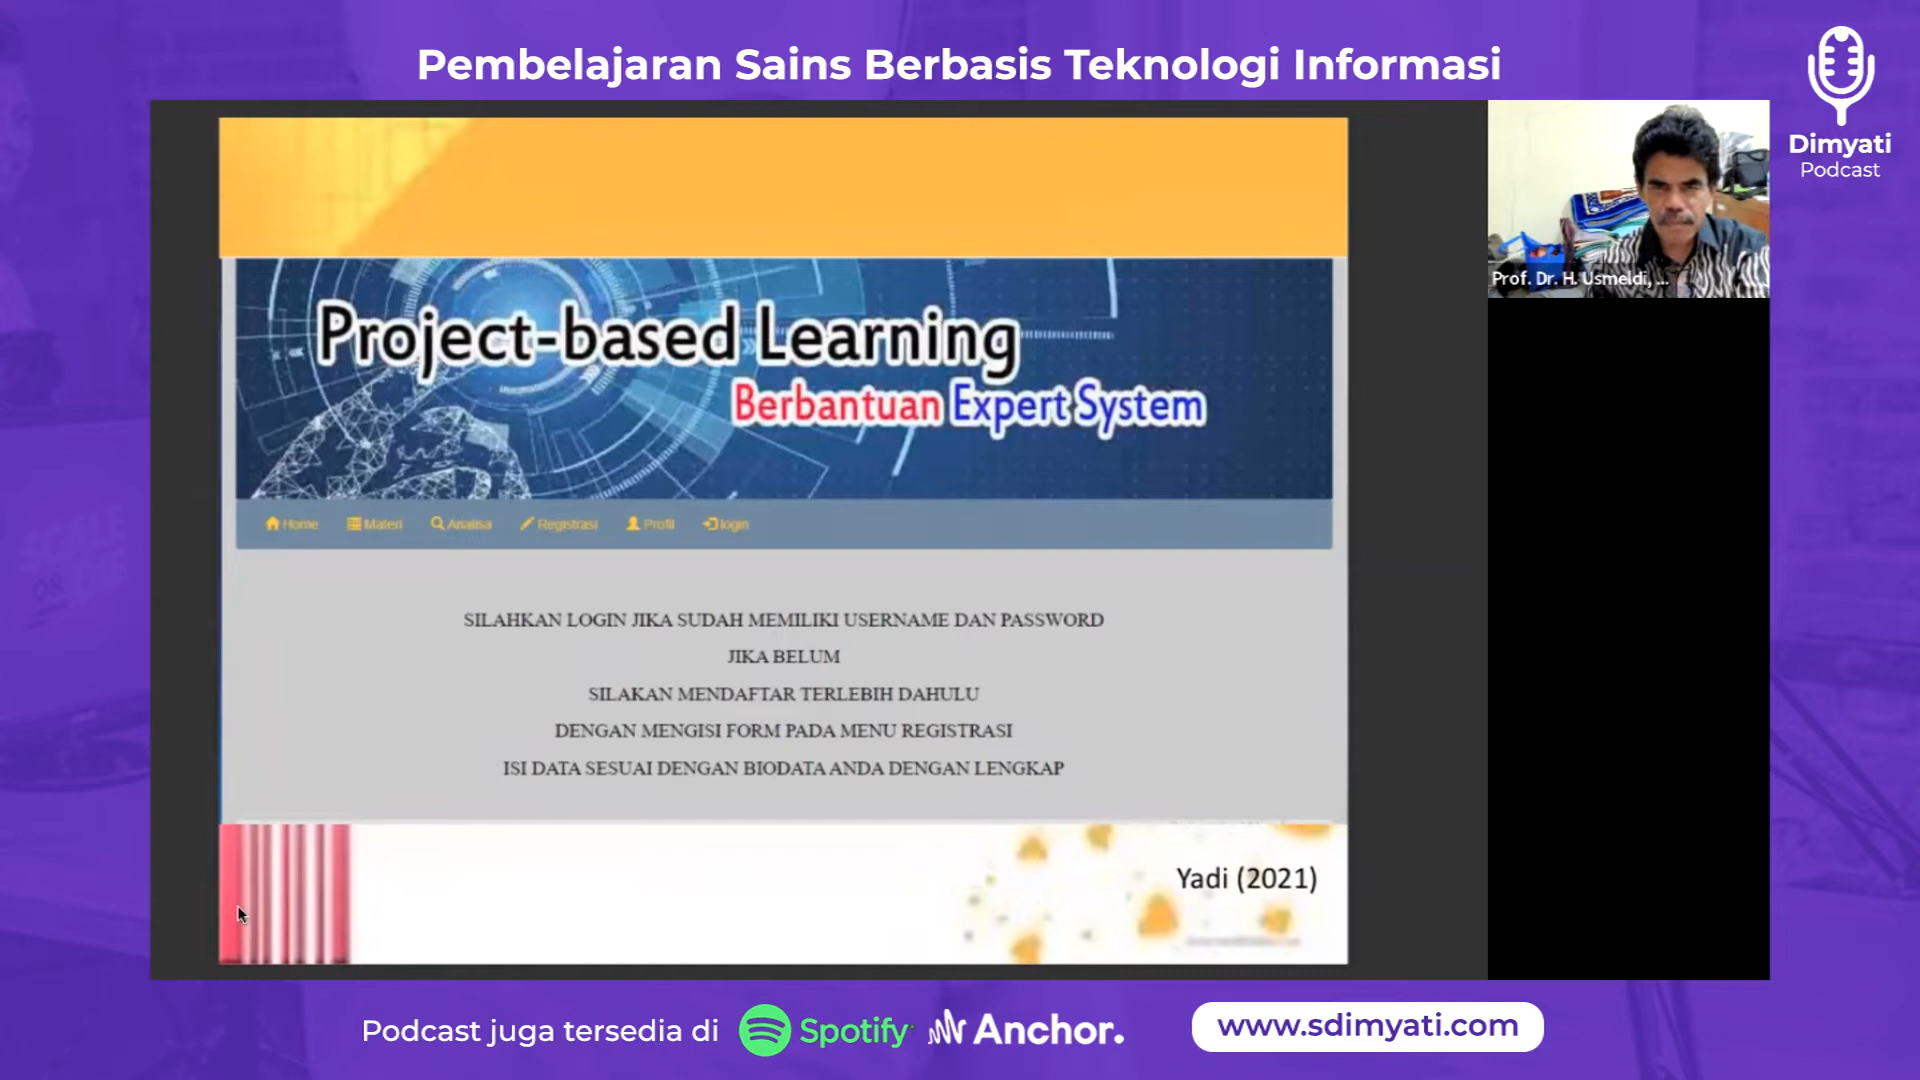 Pembelajaran Sains Berbasis Teknologi Informasi
Dimyati
Podcast
Prof. Dr. H. Usmeldi, ...
Project-based Learning
Berbantuan Expert System
Home Materi Analisa Registrasi Profil login
SILAHKAN LOGIN JIKA SUDAH MEMILIKI USERNAME DAN PASSWORD
JIKA BELUM
SILAKAN MENDAFTAR TERLEBIH DAHULU
DENGAN MENGISI FORM PADA MENU REGISTRASI
ISI DATA SESUAI DENGAN BIODATA ANDA DENGAN LENGKAP
Yadi (2021)
Podcast juga tersedia di Spotify Anchor.
www.sdimyati.com